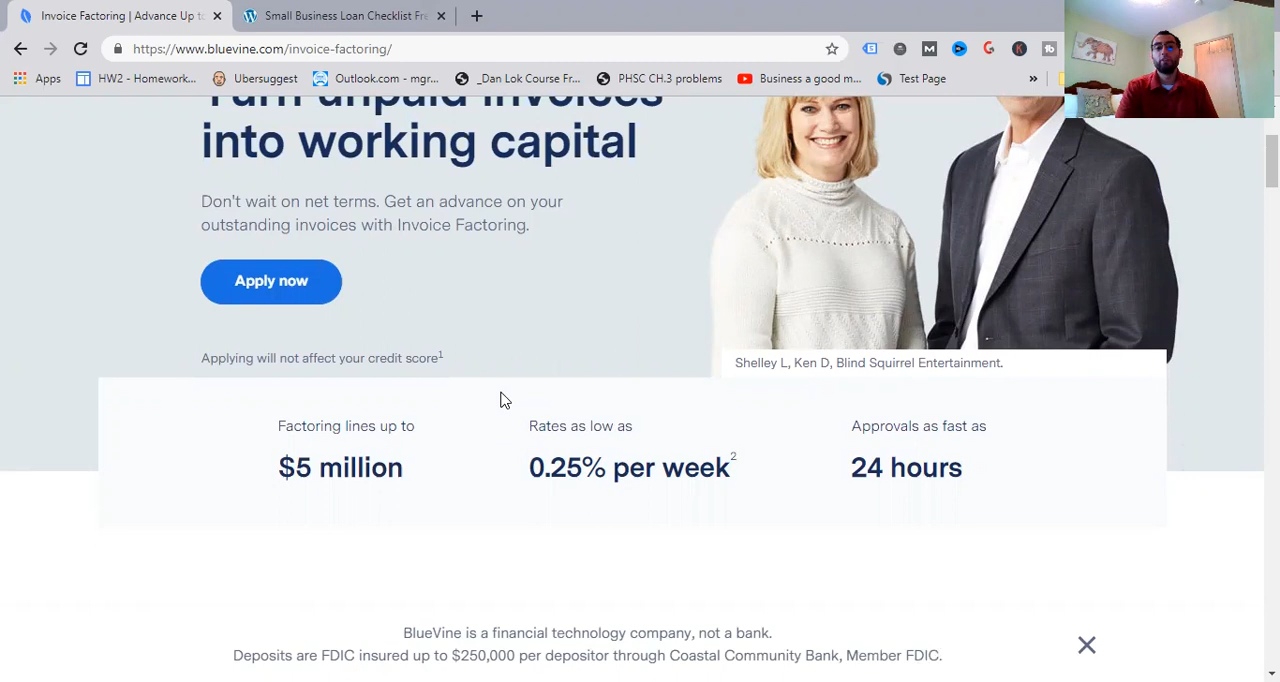 Invoice Factoring | Advance Up to
Small Business Loan Checklist Fre
https://www.bluevine.com/invoice-factoring/
Apps
HW2 - Homework...
Ubersuggest
Outlook.com - mgr...
_Dan Lok Course Fr...
PHSC CH.3 problems
Business a good m...
Test Page
»
Turn unpaid invoices
into working capital
Don't wait on net terms. Get an advance on your
outstanding invoices with Invoice Factoring.
Apply now
Applying will not affect your credit score1
Shelley L, Ken D, Blind Squirrel Entertainment.
Factoring lines up to
$5 million
Rates as low as
0.25% per week2
Approvals as fast as
24 hours
BlueVine is a financial technology company, not a bank.
Deposits are FDIC insured up to $250,000 per depositor through Coastal Community Bank, Member FDIC.